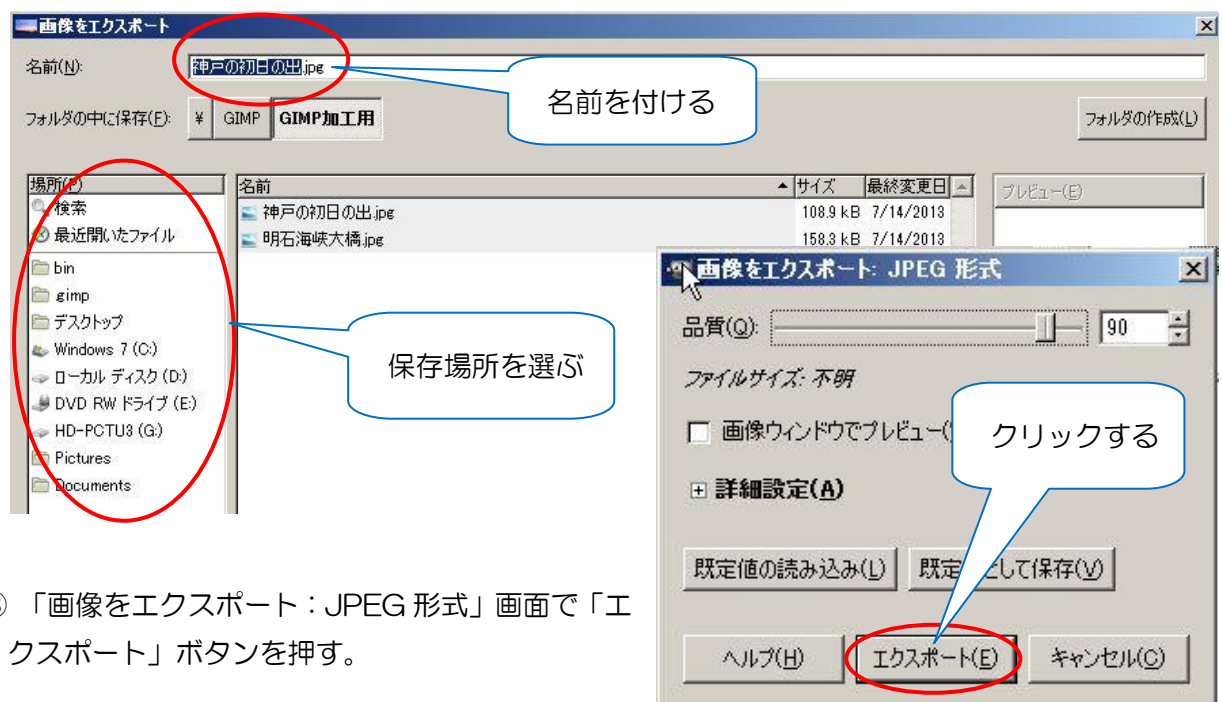 画像をエクスポート
名前(N): 神戸の初日の出.jpg
名前を付ける
フォルダの中に保存(F): ¥ GIMP GIMP加工用 フォルダの作成(L)
場所(P) 名前 サイズ 最終変更日 プレビュー(E)
検索 神戸の初日の出.jpg 108.9 kB 7/14/2013
最近開いたファイル 明石海峡大橋.jpg 158.3 kB 7/14/2013
bin
gimp
デスクトップ
Windows 7 (C:)
ローカル ディスク (D:)
DVD RW ドライブ (E:)
HD-PCTU3 (G:)
Pictures
Documents
保存場所を選ぶ
画像をエクスポート: JPEG 形式
品質(Q): 90
ファイルサイズ: 不明
画像ウィンドウでプレビュー
クリックする
詳細設定(A)
既定値の読み込み(L) 既定 して保存(V)
ヘルプ(H) エクスポート(E) キャンセル(C)
「画像をエクスポート：JPEG 形式」画面で「エ
クスポート」ボタンを押す。